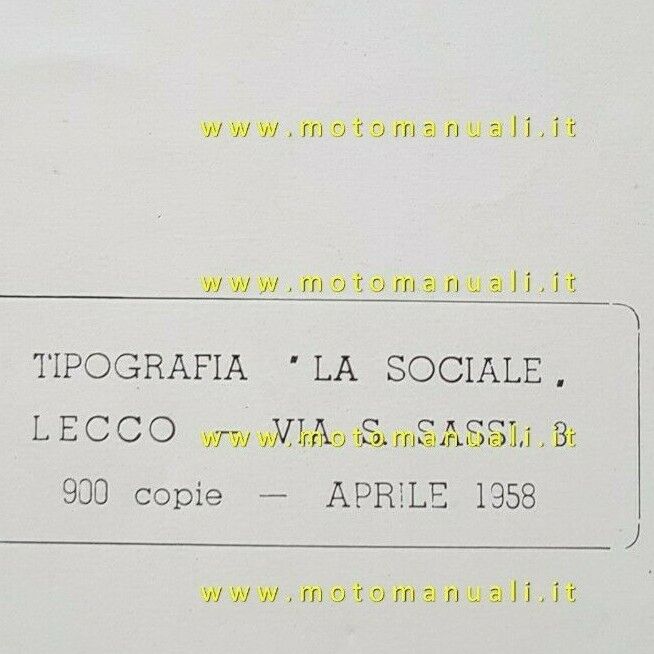 www.motomanuali.it
www.motomanuali.it
TIPOGRAFIA "LA SOCIALE„
LECCO — VIA S. SASSI, 3
www.motomanuali.it
900 copie — APRILE 1958
www.motomanuali.it